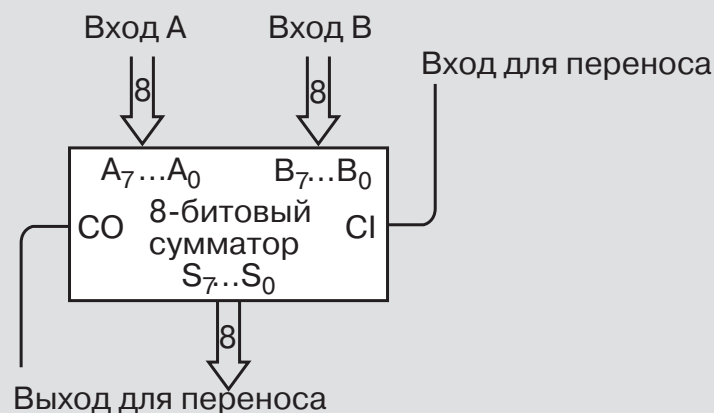 Вход A
Вход B
Вход для переноса
8
8
A7...A0
B7...B0
CO
8-битовый
CI
сумматор
S7...S0
8
Выход для переноса